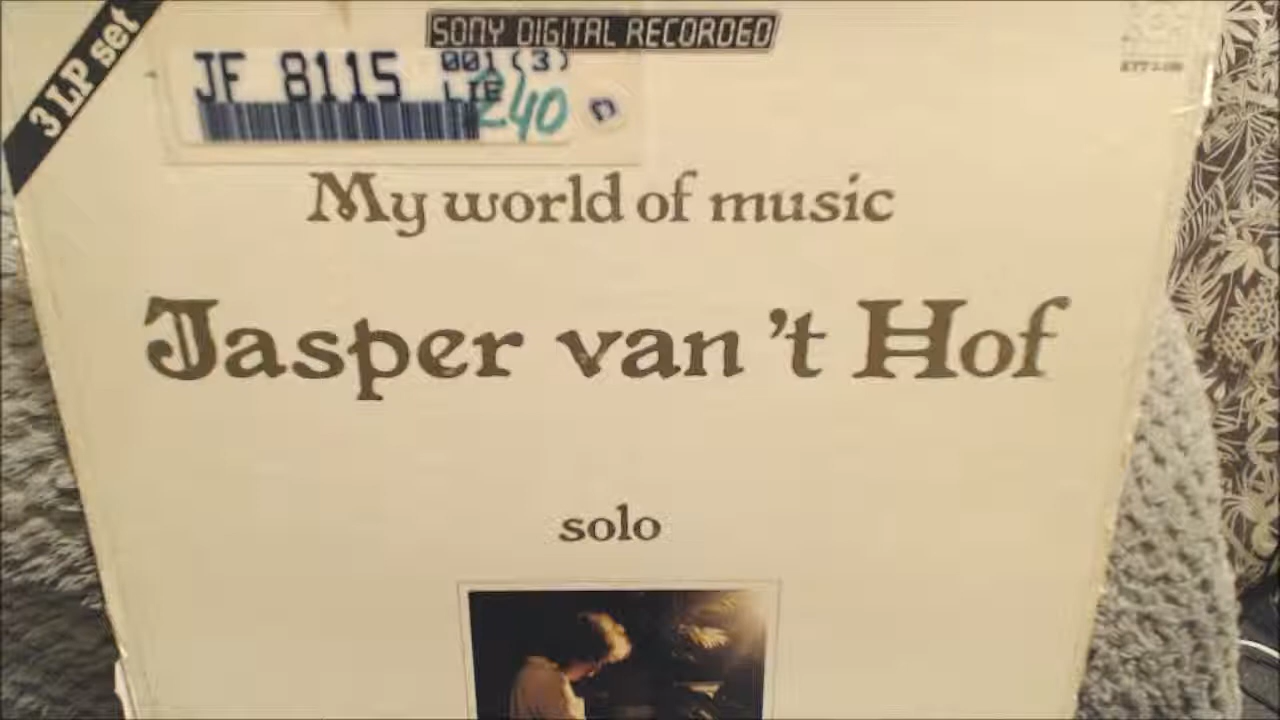 3 LP set
SONY DIGITAL RECORDED
JF 8115 001(3)
LIE
240
My world of music
Jasper van 't Hof
solo